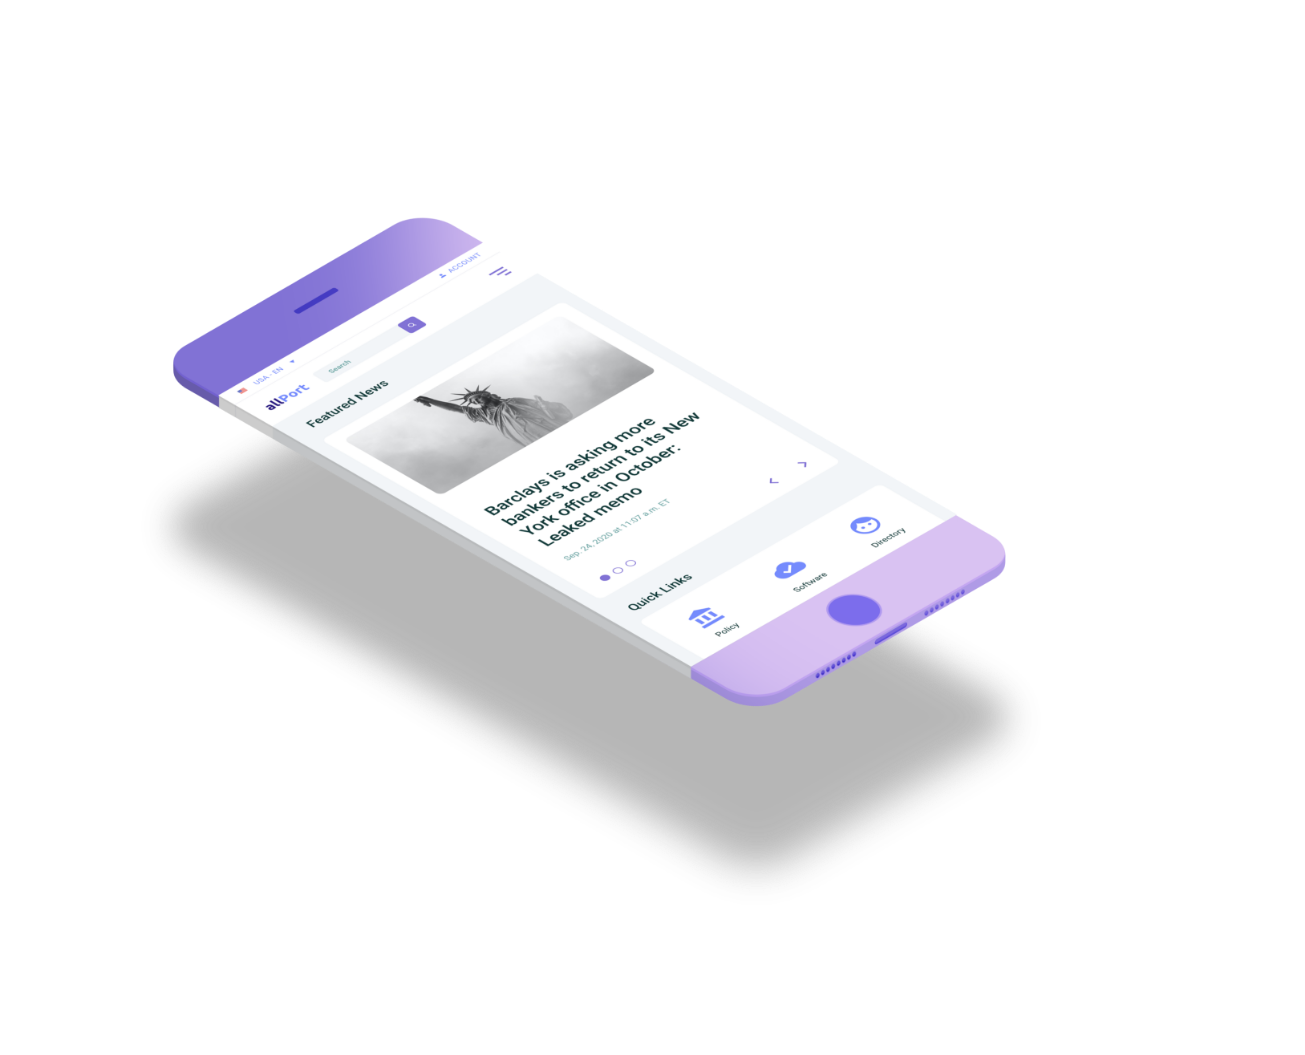 USA - EN
ACCOUNT
allPort
Search
Featured News
Barclays is asking more
bankers to return to its New
York office in October:
Leaked memo
Sep. 24, 2020 at 11:07 a.m. ET
Quick Links
Policy
Software
Directory